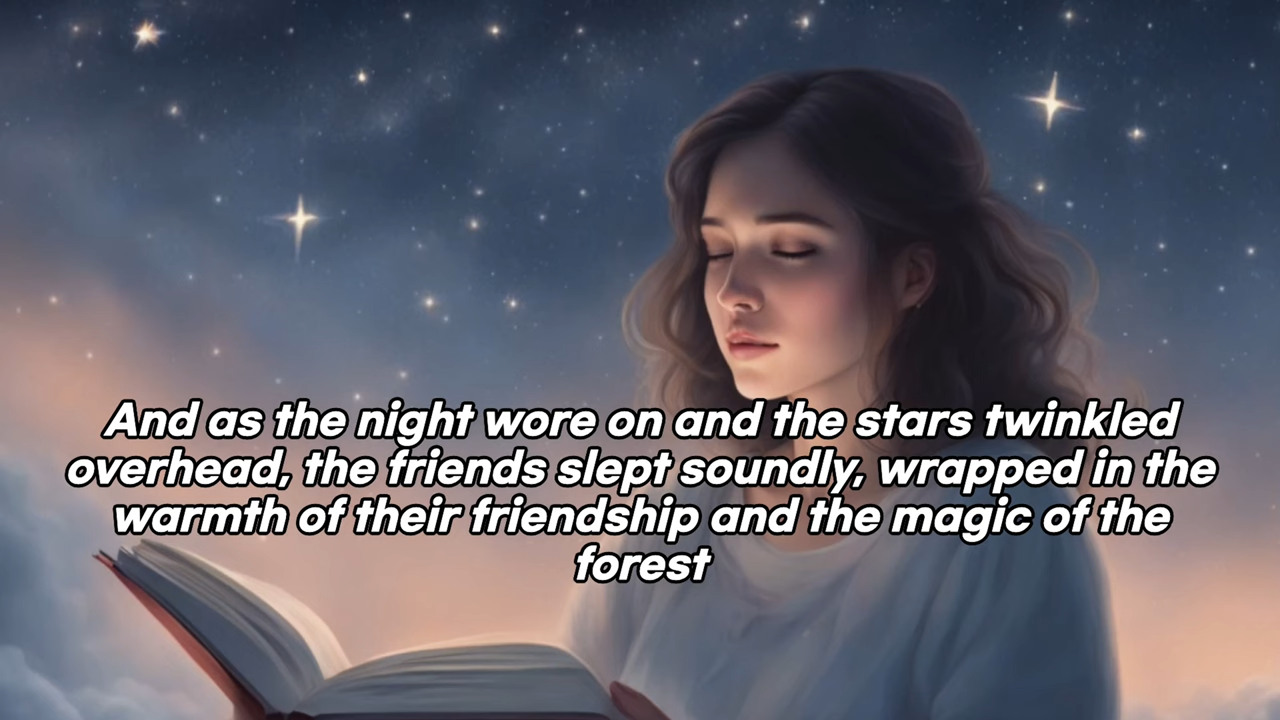 And as the night wore on and the stars twinkled
overhead, the friends slept soundly, wrapped in the
warmth of their friendship and the magic of the
forest